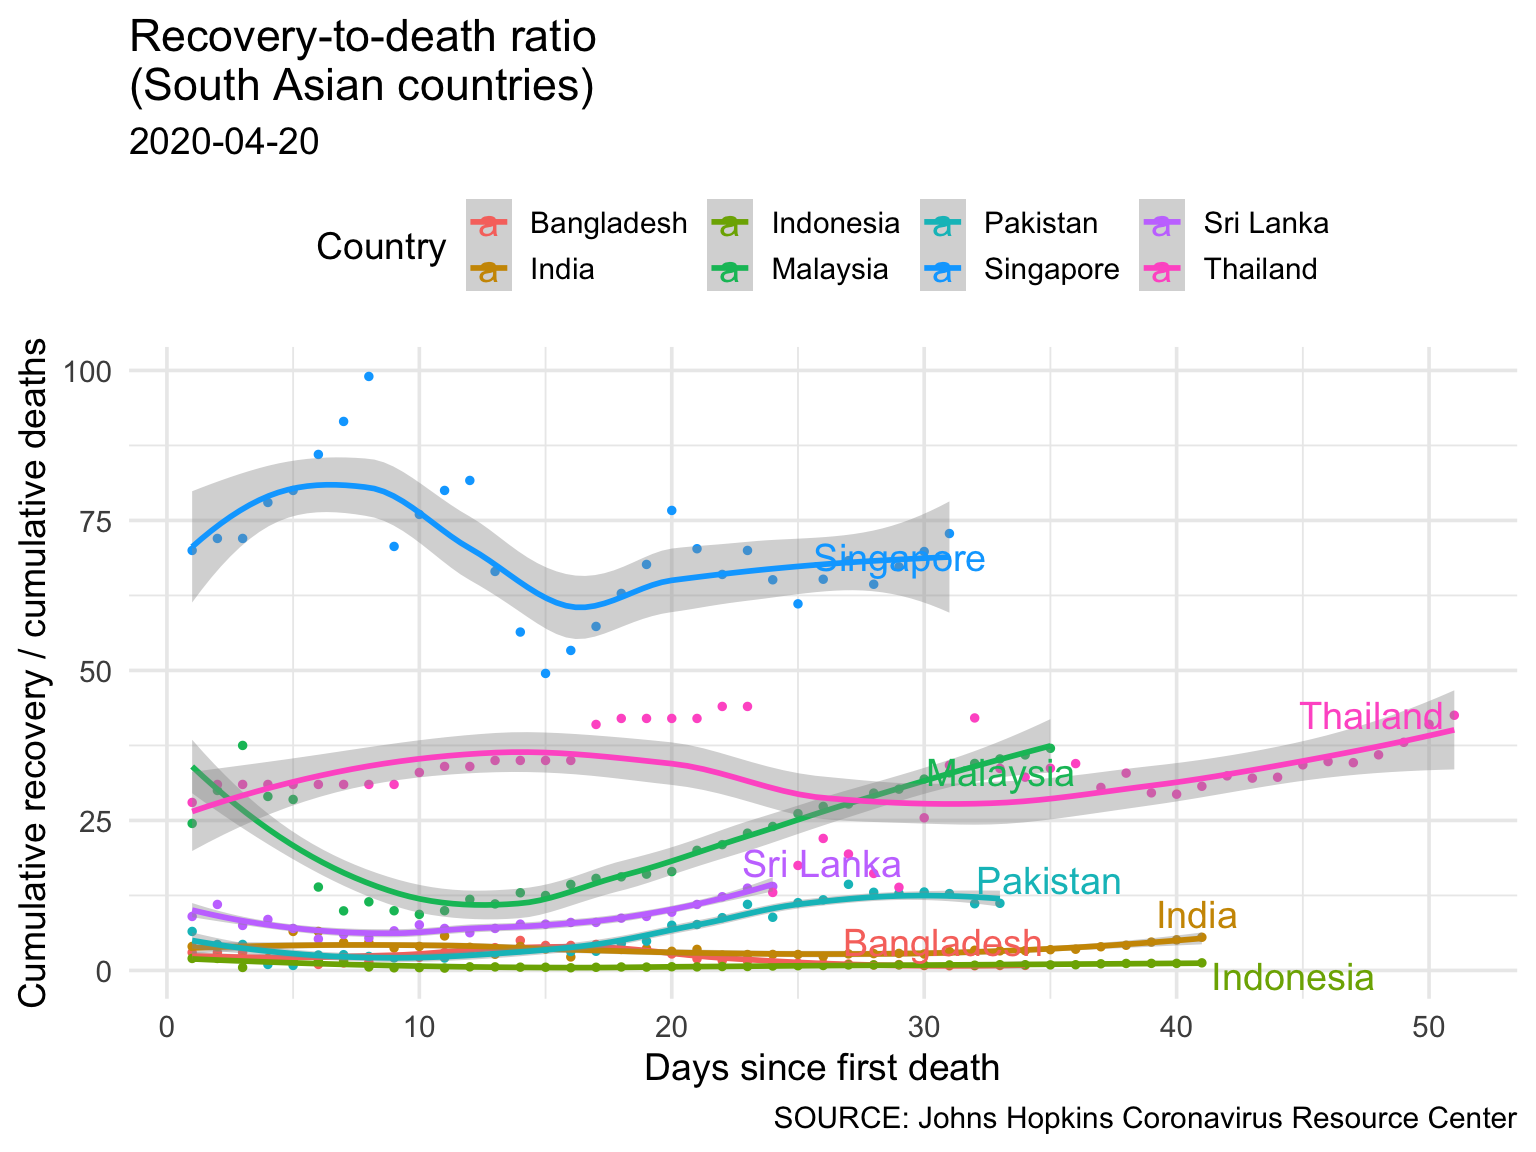 Recovery-to-death ratio
(South Asian countries)
2020-04-20
Country
a Bangladesh a Indonesia a Pakistan a Sri Lanka
a India a Malaysia a Singapore a Thailand
Cumulative recovery / cumulative deaths
100
75
50
25
0
Singapore
Thailand
Malaysia
Sri Lanka
Pakistan
India
Bangladesh
Indonesia
0 10 20 30 40 50
Days since first death
SOURCE: Johns Hopkins Coronavirus Resource Center